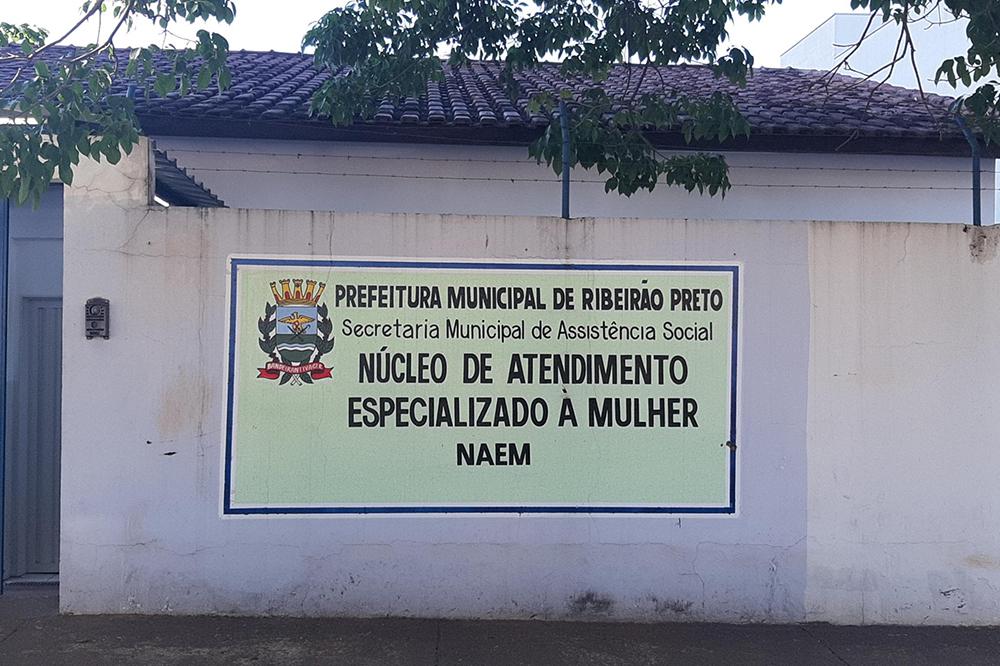 PREFEITURA MUNICIPAL DE RIBEIRÃO PRETO
Secretaria Municipal de Assistência Social
NÚCLEO DE ATENDIMENTO
ESPECIALIZADO À MULHER
NAEM